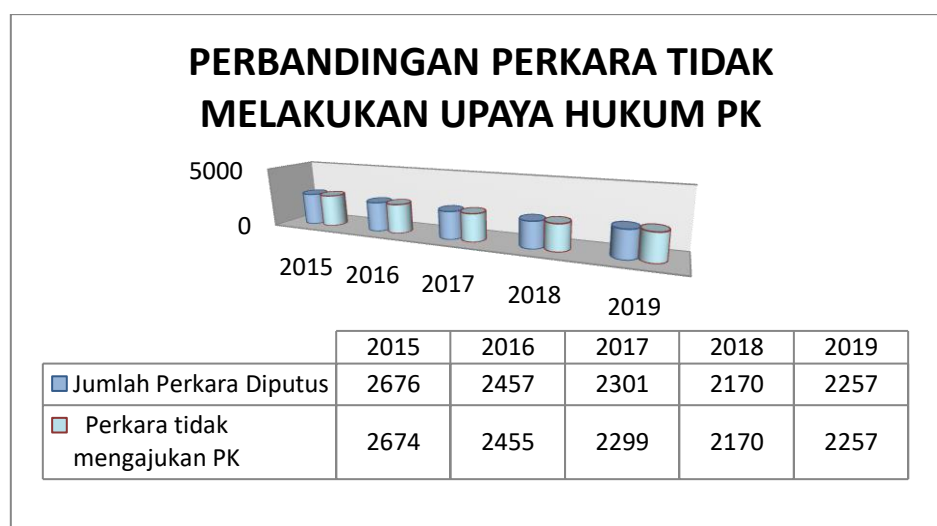 PERBANDINGAN PERKARA TIDAK
MELAKUKAN UPAYA HUKUM PK
5000
0
2015 2016 2017 2018 2019
2015 2016 2017 2018 2019
Jumlah Perkara Diputus 2676 2457 2301 2170 2257
Perkara tidak
mengajukan PK 2674 2455 2299 2170 2257